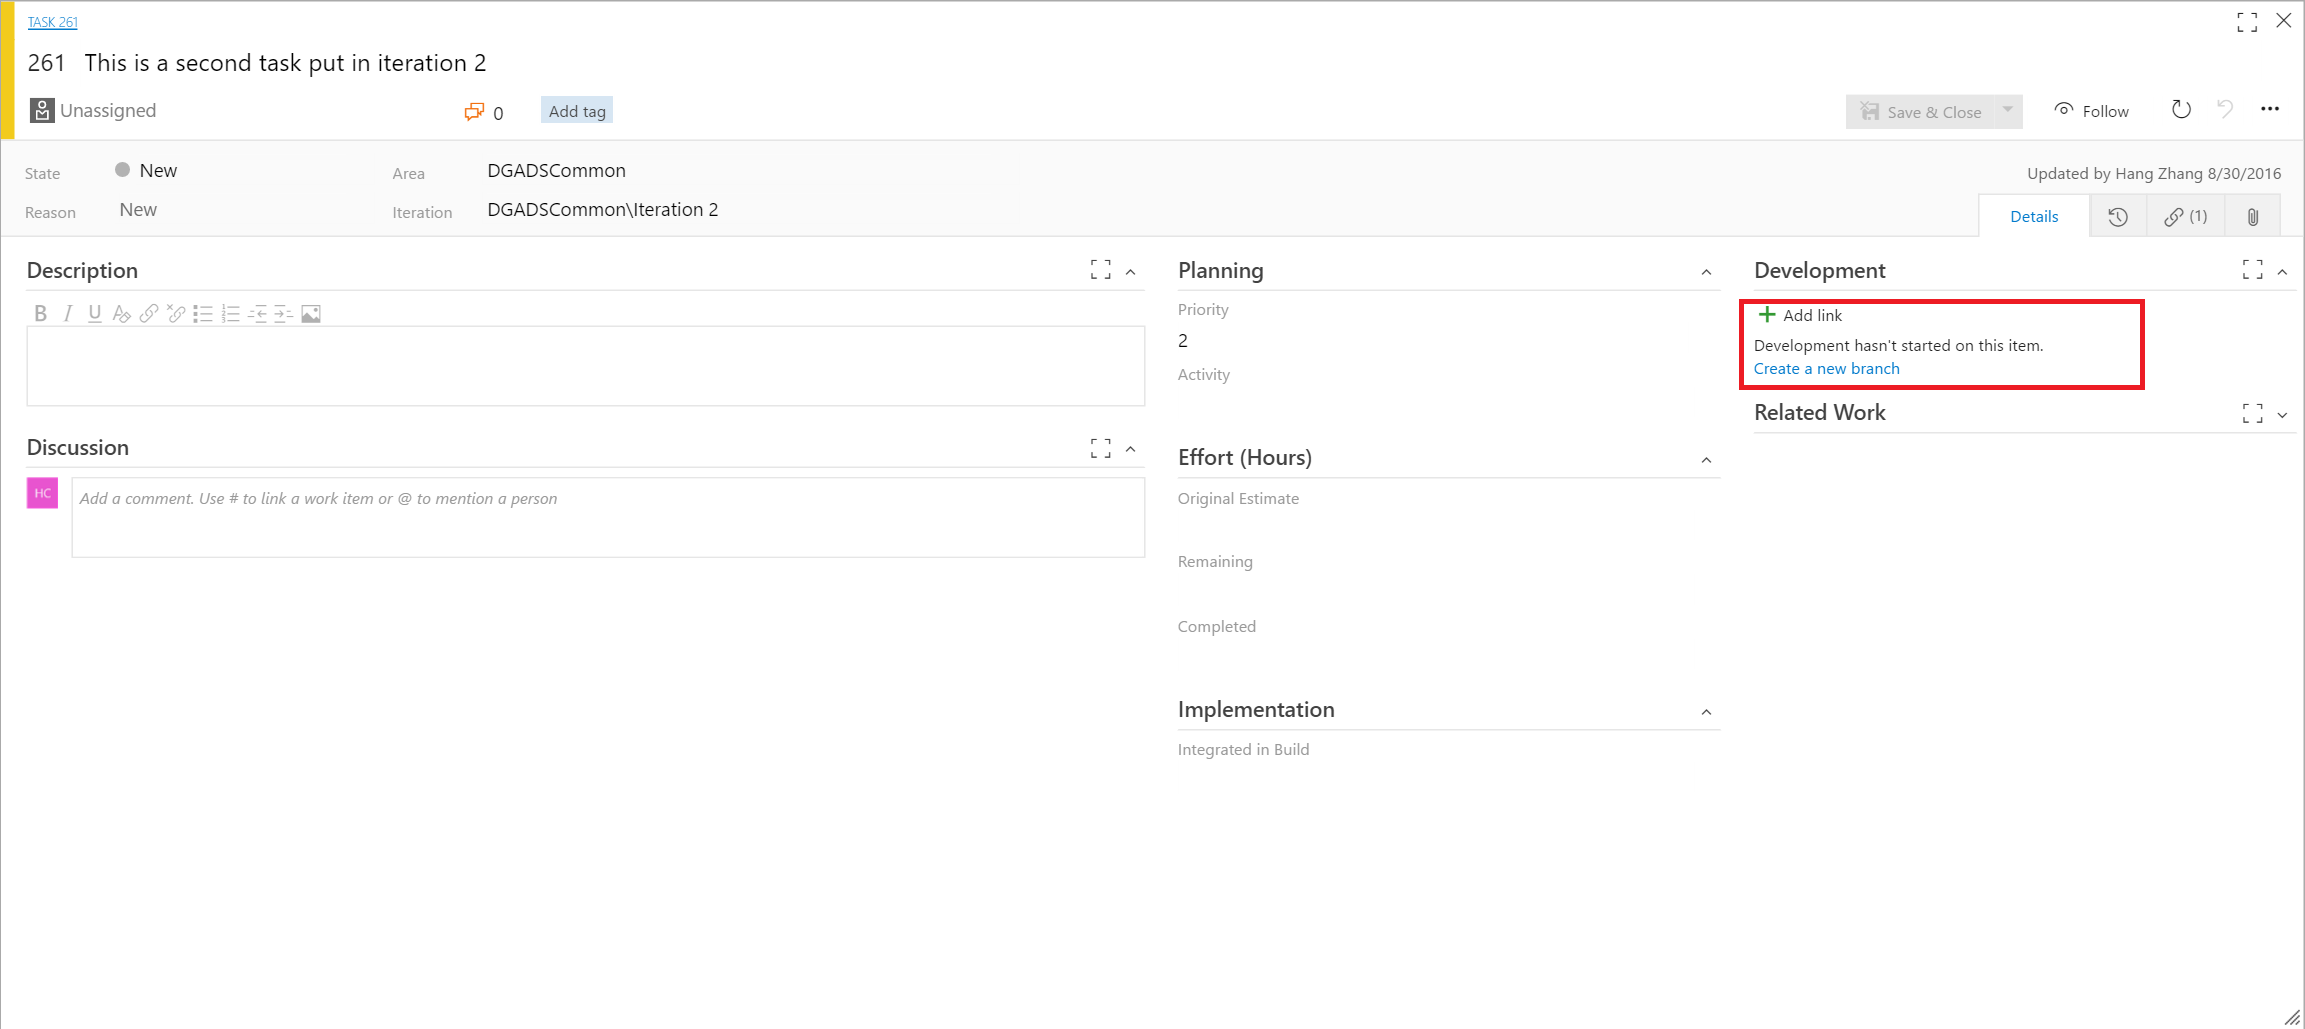 TASK 261
261 This is a second task put in iteration 2
Unassigned
0
Add tag
Save & Close
Follow
State
New
Area
DGADSCommon
Updated by Hang Zhang 8/30/2016
Reason
New
Iteration
DGADSCommon\Iteration 2
Details
(1)
Description
B I U
Discussion
HC
Add a comment. Use # to link a work item or @ to mention a person
Planning
Priority
2
Activity
Effort (Hours)
Original Estimate
Remaining
Completed
Implementation
Integrated in Build
Development
Add link
Development hasn't started on this item.
Create a new branch
Related Work